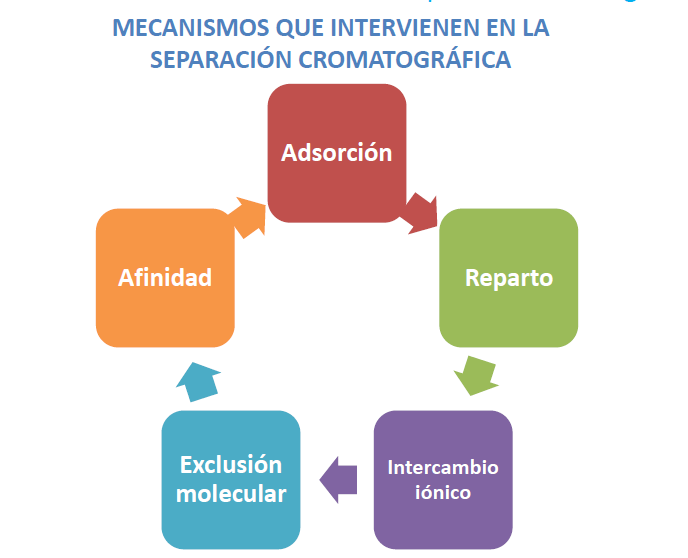 MECANISMOS QUE INTERVIENEN EN LA
SEPARACIÓN CROMATOGRÁFICA
Adsorción
Reparto
Intercambio
iónico
Exclusión
molecular
Afinidad